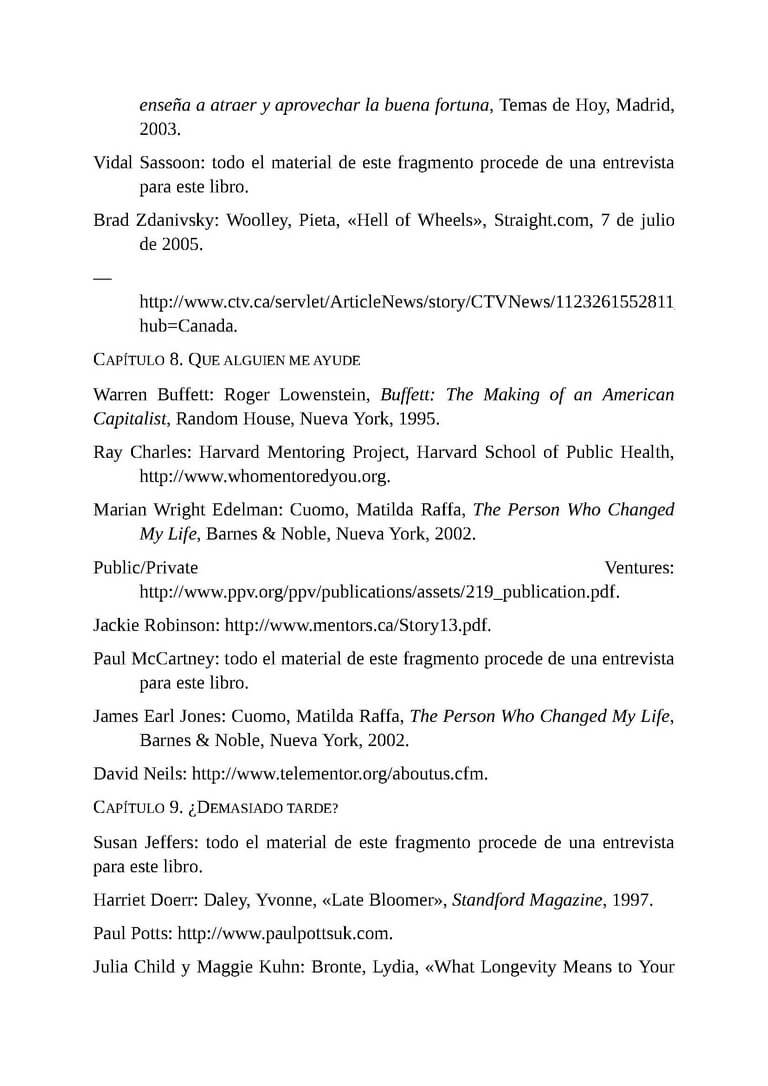 enseña a atraer y aprovechar la buena fortuna, Temas de Hoy, Madrid,
2003.
Vidal Sassoon: todo el material de este fragmento procede de una entrevista
para este libro.
Brad Zdanivsky: Woolley, Pieta, «Hell of Wheels», Straight.com, 7 de julio
de 2005.
—
http://www.ctv.ca/servlet/ArticleNews/story/CTVNews/1123261552811
hub=Canada.
CAPÍTULO 8. QUE ALGUIEN ME AYUDE
Warren Buffett: Roger Lowenstein, Buffett: The Making of an American
Capitalist, Random House, Nueva York, 1995.
Ray Charles: Harvard Mentoring Project, Harvard School of Public Health,
http://www.whomentoredyou.org.
Marian Wright Edelman: Cuomo, Matilda Raffa, The Person Who Changed
My Life, Barnes & Noble, Nueva York, 2002.
Public/Private Ventures:
http://www.ppv.org/ppv/publications/assets/219_publication.pdf.
Jackie Robinson: http://www.mentors.ca/Story13.pdf.
Paul McCartney: todo el material de este fragmento procede de una entrevista
para este libro.
James Earl Jones: Cuomo, Matilda Raffa, The Person Who Changed My Life,
Barnes & Noble, Nueva York, 2002.
David Neils: http://www.telementor.org/aboutus.cfm.
CAPÍTULO 9. ¿DEMASIADO TARDE?
Susan Jeffers: todo el material de este fragmento procede de una entrevista
para este libro.
Harriet Doerr: Daley, Yvonne, «Late Bloomer», Standford Magazine, 1997.
Paul Potts: http://www.paulpottsuk.com.
Julia Child y Maggie Kuhn: Bronte, Lydia, «What Longevity Means to Your